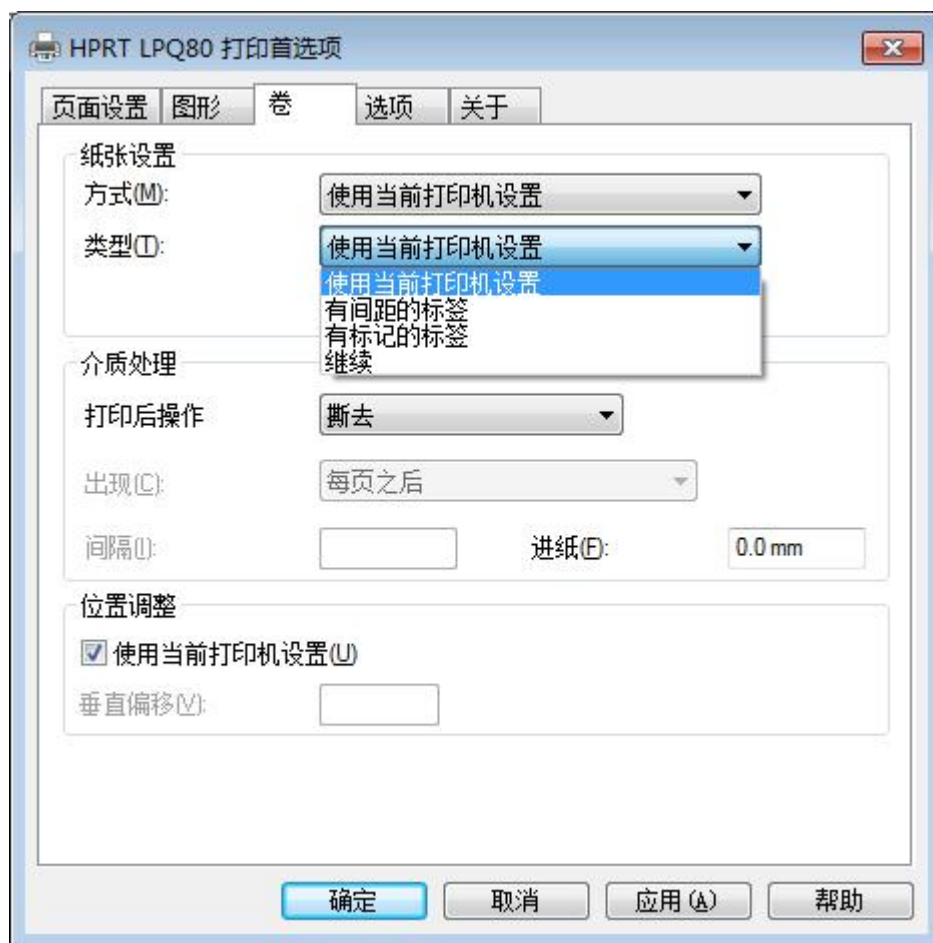 HPRT LPQ80 打印首选项
页面设置 图形 卷 选项 关于
纸张设置
方式(M): 使用当前打印机设置
类型(T): 使用当前打印机设置
使用当前打印机设置
有间距的标签
有标记的标签
继续
介质处理
打印后操作 撕去
出现(C): 每页之后
间隔(I): 进纸(F): 0.0 mm
位置调整
使用当前打印机设置(U)
垂直偏移(V):
确定 取消 应用(A) 帮助